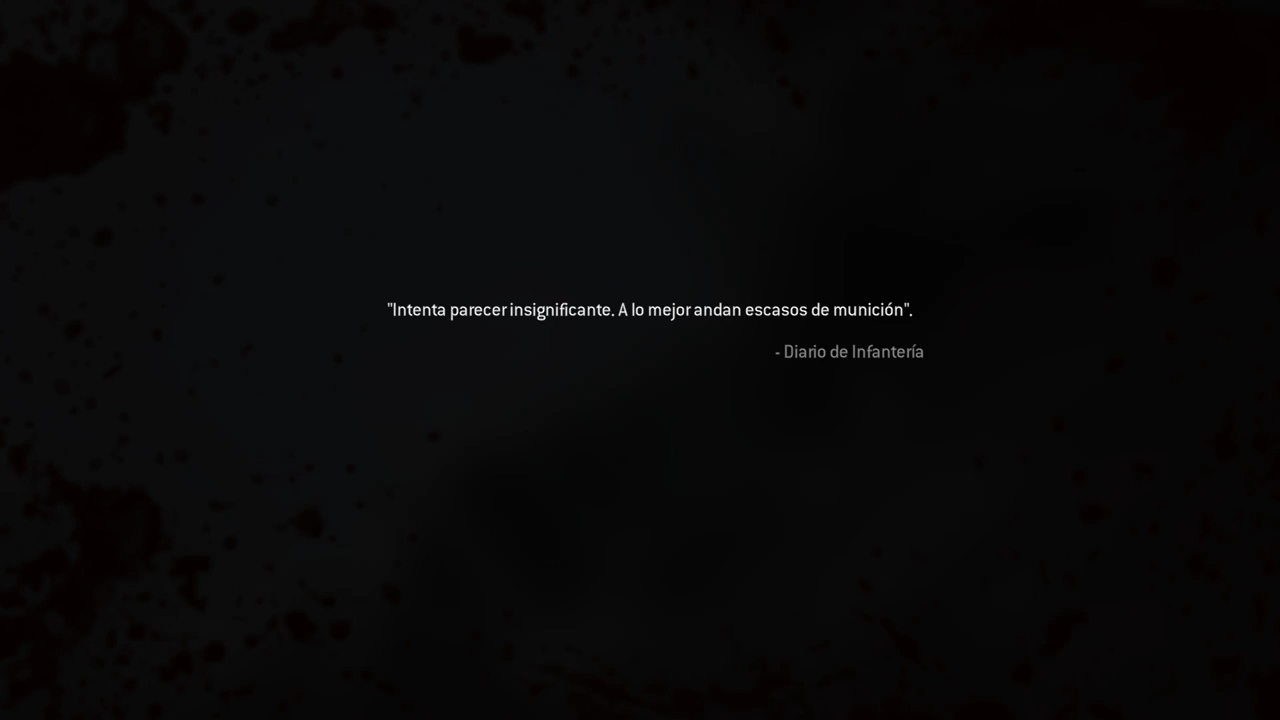 "Intenta parecer insignificante. A lo mejor andan escasos de munición".
- Diario de Infantería